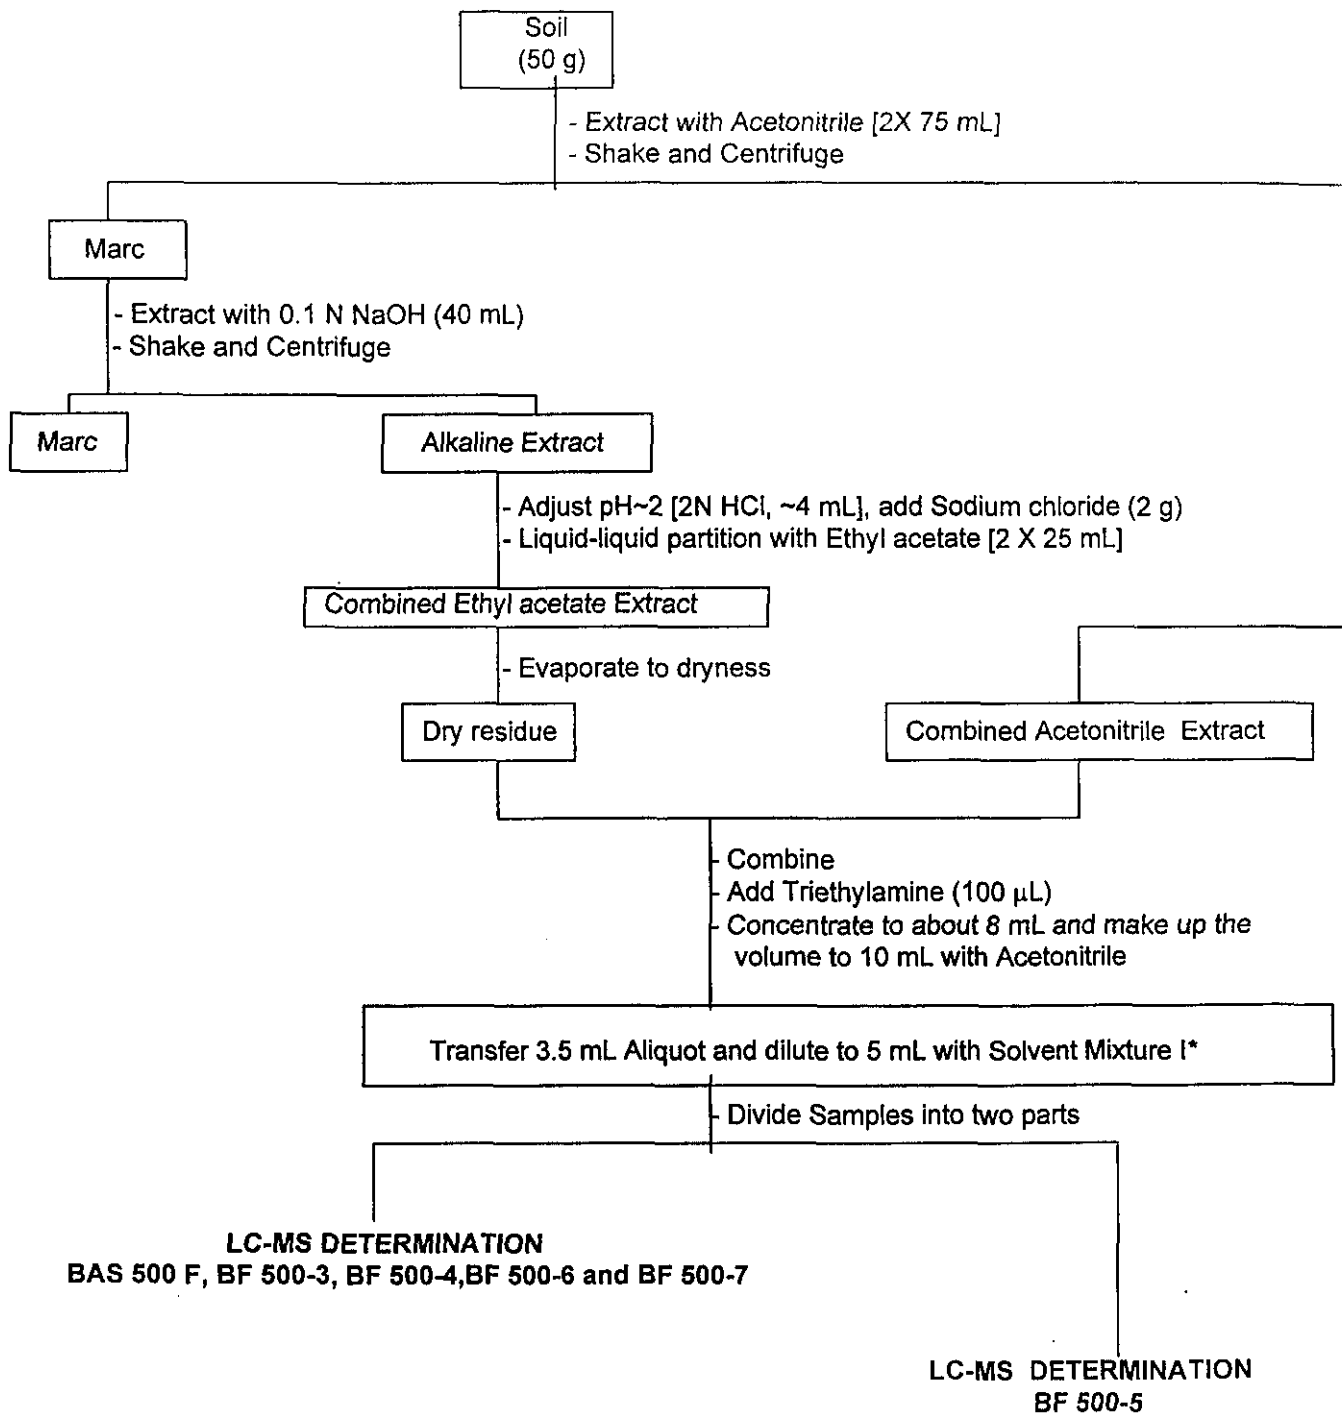 Soil
(50 g)
- Extract with Acetonitrile [2X 75 mL]
- Shake and Centrifuge
Marc
- Extract with 0.1 N NaOH (40 mL)
- Shake and Centrifuge
Marc
Alkaline Extract
- Adjust pH~2 [2N HCl, ~4 mL], add Sodium chloride (2 g)
- Liquid-liquid partition with Ethyl acetate [2 X 25 mL]
Combined Ethyl acetate Extract
- Evaporate to dryness
Dry residue
Combined Acetonitrile Extract
- Combine
- Add Triethylamine (100 µL)
- Concentrate to about 8 mL and make up the
volume to 10 mL with Acetonitrile
Transfer 3.5 mL Aliquot and dilute to 5 mL with Solvent Mixture I*
- Divide Samples into two parts
LC-MS DETERMINATION
BAS 500 F, BF 500-3, BF 500-4,BF 500-6 and BF 500-7
LC-MS DETERMINATION
BF 500-5